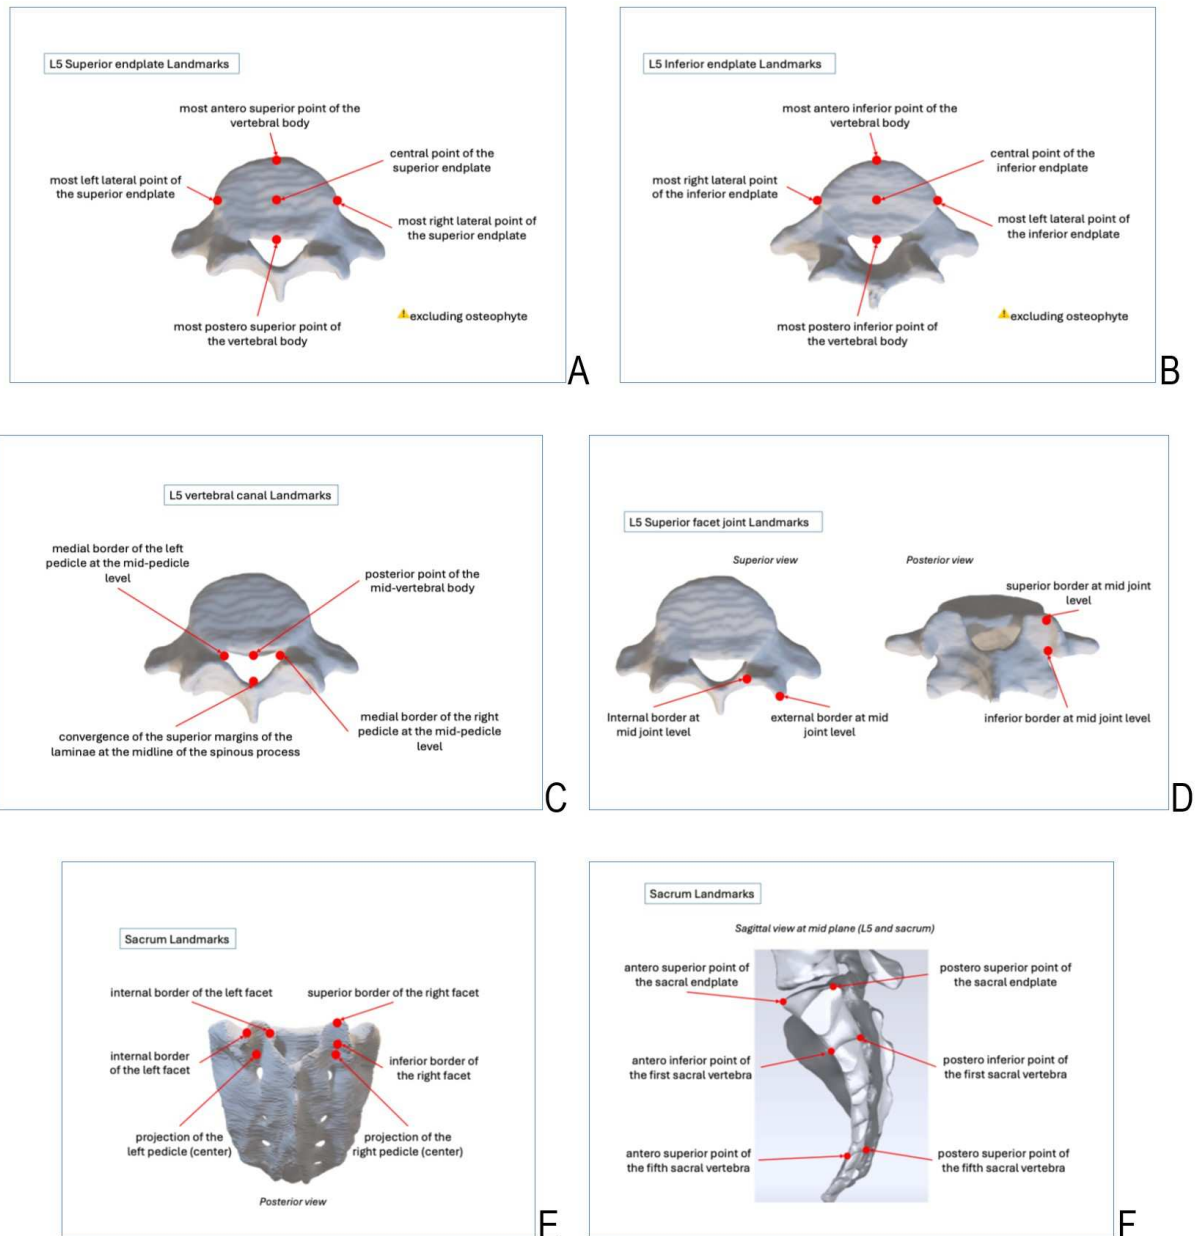 L5 Superior endplate Landmarks
most antero superior point of the
vertebral body
central point of the
superior endplate
most left lateral point of
the superior endplate
most right lateral point of
the superior endplate
most postero superior point of
the vertebral body
excluding osteophyte
A
L5 Inferior endplate Landmarks
most antero inferior point of the
vertebral body
central point of the
inferior endplate
most right lateral point
of the inferior endplate
most left lateral point of
the inferior endplate
most postero inferior point of
the vertebral body
excluding osteophyte
B
L5 vertebral canal Landmarks
medial border of the left
pedicle at the mid-pedicle
level
posterior point of the
mid-vertebral body
convergence of the superior margins of the
laminae at the midline of the spinous process
medial border of the right
pedicle at the mid-pedicle
level
C
L5 Superior facet joint Landmarks
Superior view
Posterior view
superior border at mid joint
level
Internal border at
mid joint level
external border at mid
joint level
inferior border at mid joint level
D
Sacrum Landmarks
internal border of the left facet
superior border of the right facet
internal border
of the left facet
inferior border of
the right facet
projection of the
left pedicle (center)
projection of the
right pedicle (center)
Posterior view
E
Sacrum Landmarks
Sagittal view at mid plane (L5 and sacrum)
antero superior point of
the sacral endplate
postero superior point of
the sacral endplate
antero inferior point of
the first sacral vertebra
postero inferior point of
the first sacral vertebra
antero superior point of
the fifth sacral vertebra
postero superior point of
the fifth sacral vertebra
F